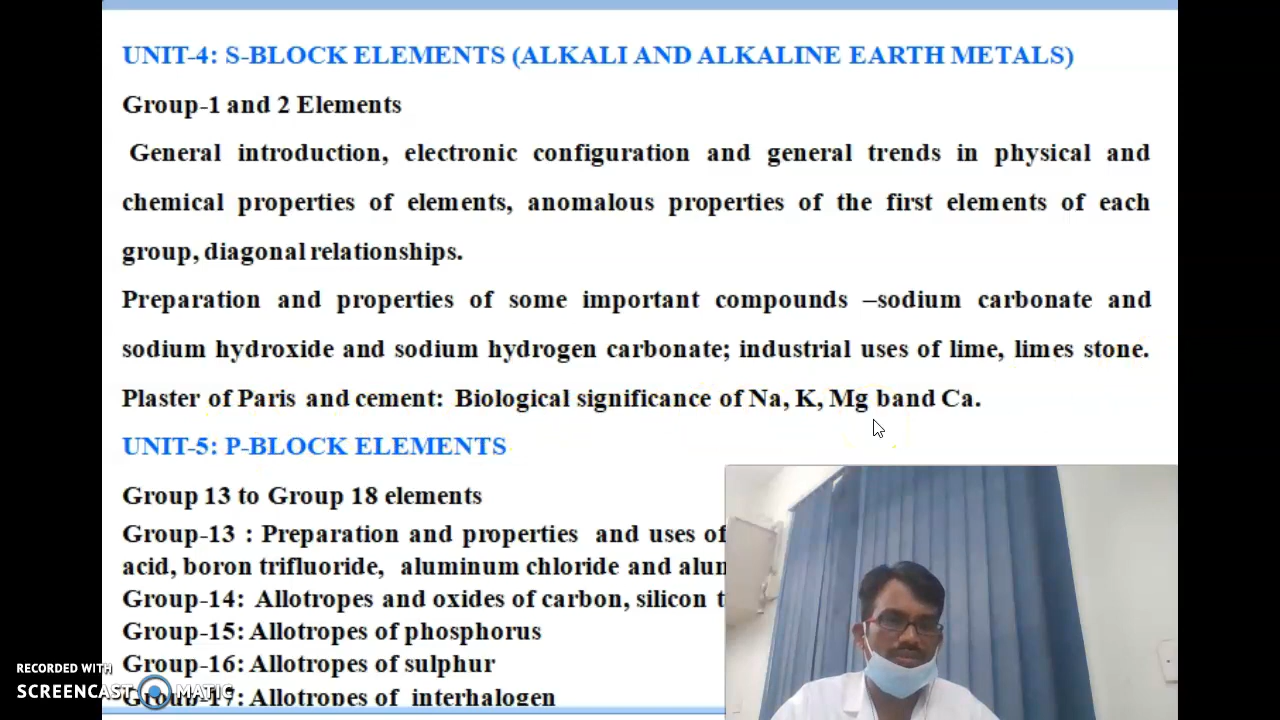 UNIT-4: S-BLOCK ELEMENTS (ALKALI AND ALKALINE EARTH METALS)
Group-1 and 2 Elements
General introduction, electronic configuration and general trends in physical and
chemical properties of elements, anomalous properties of the first elements of each
group, diagonal relationships.
Preparation and properties of some important compounds –sodium carbonate and
sodium hydroxide and sodium hydrogen carbonate; industrial uses of lime, limes stone.
Plaster of Paris and cement: Biological significance of Na, K, Mg band Ca.
UNIT-5: P-BLOCK ELEMENTS
Group 13 to Group 18 elements
Group-13 : Preparation and properties and uses of
acid, boron trifluoride, aluminum chloride and
Group-14: Allotropes and oxides of carbon, silicon
Group-15: Allotropes of phosphorus
Group-16: Allotropes of sulphur
Group-17: Allotropes of interhalogen
RECORDED WITH
SCREENCAST MATIC